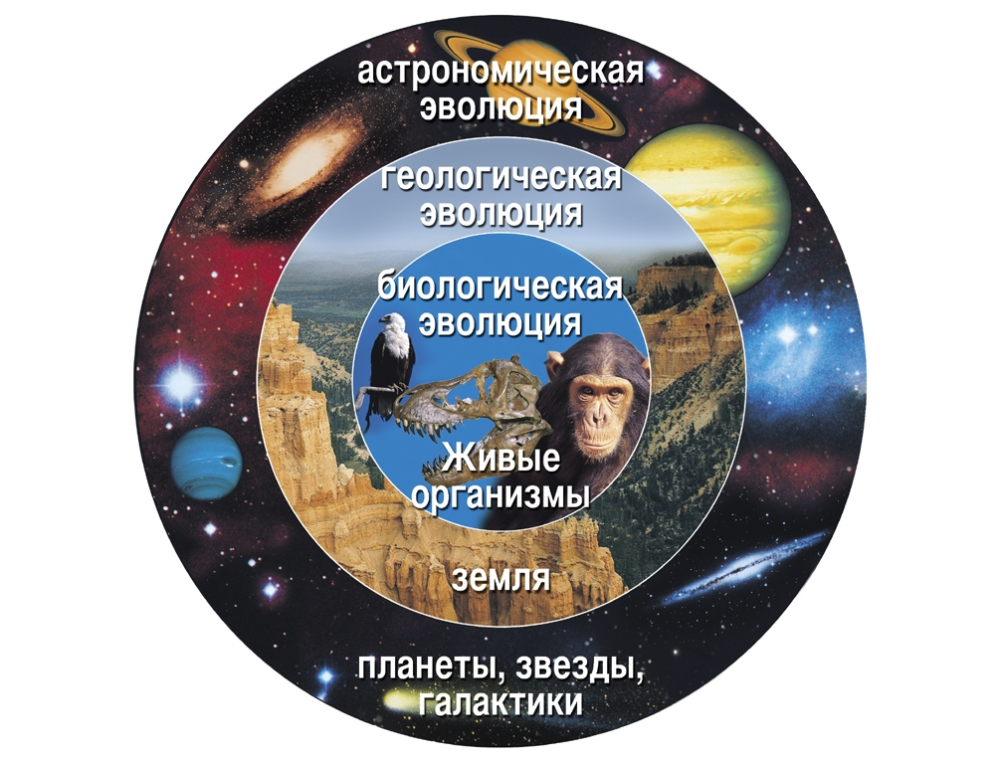 астрономическая
эволюция
геологическая
эволюция
биологическая
эволюция
Живые
организмы
земля
планеты, звезды,
галактики